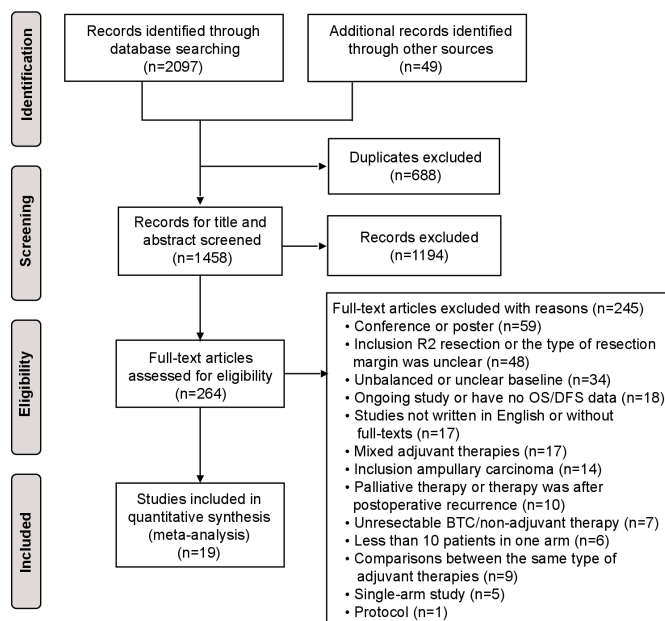 Identification
Records identified through
database searching
(n=2097)
Additional records identified
through other sources
(n=49)
Duplicates excluded
(n=688)
Screening
Records for title and
abstract screened
(n=1458)
Records excluded
(n=1194)
Eligibility
Full-text articles
assessed for eligibility
(n=264)
Full-text articles excluded with reasons (n=245)
• Conference or poster (n=59)
• Inclusion R2 resection or the type of resection
margin was unclear (n=48)
• Unbalanced or unclear baseline (n=34)
• Ongoing study or have no OS/DFS data (n=18)
• Studies not written in English or without
full-texts (n=17)
• Mixed adjuvant therapies (n=17)
• Inclusion ampullary carcinoma (n=14)
• Palliative therapy or therapy was after
postoperative recurrence (n=10)
• Unresectable BTC/non-adjuvant therapy (n=7)
• Less than 10 patients in one arm (n=6)
• Comparisons between the same type of
adjuvant therapies (n=9)
• Single-arm study (n=5)
• Protocol (n=1)
Included
Studies included in
quantitative synthesis
(meta-analysis)
(n=19)